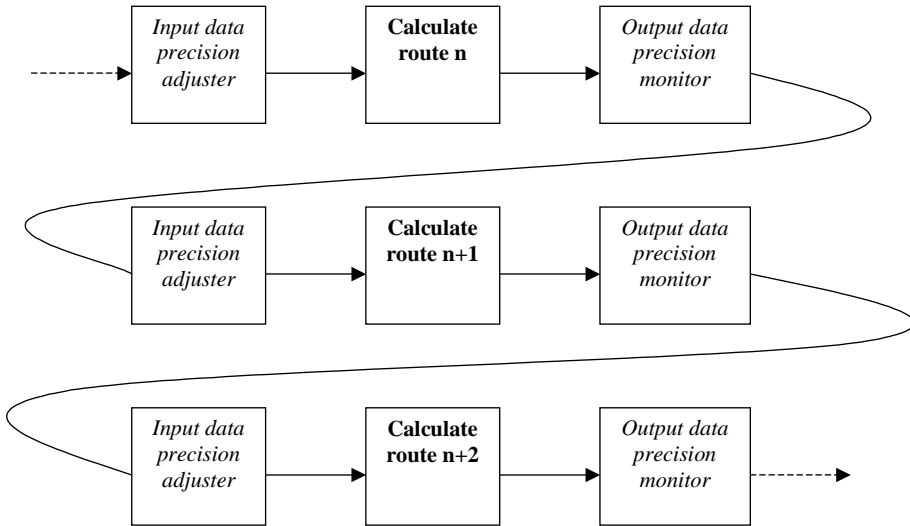 Input data
precision
adjuster
Calculate
route n
Output data
precision
monitor
Input data
precision
adjuster
Calculate
route n+1
Output data
precision
monitor
Input data
precision
adjuster
Calculate
route n+2
Output data
precision
monitor